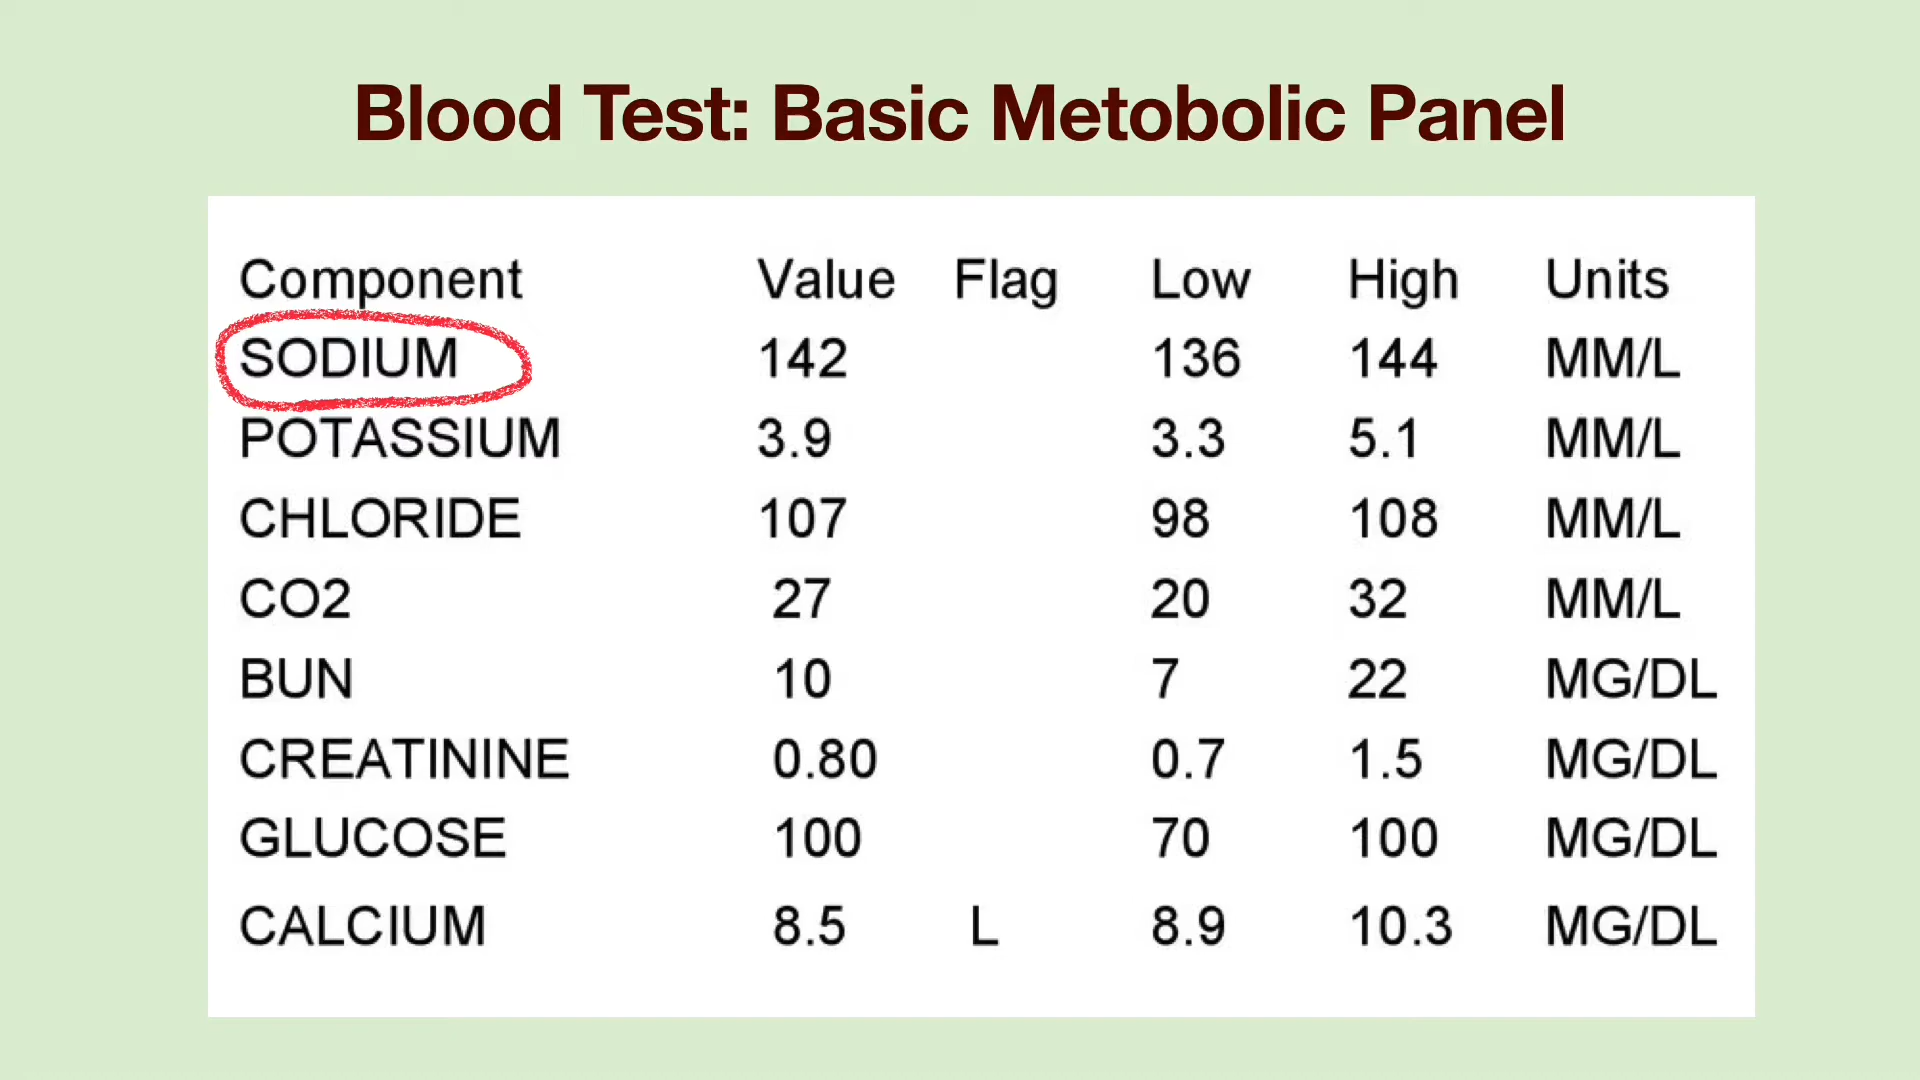 Blood Test: Basic Metobolic Panel
Component Value Flag Low High Units
SODIUM 142 136 144 MM/L
POTASSIUM 3.9 3.3 5.1 MM/L
CHLORIDE 107 98 108 MM/L
CO2 27 20 32 MM/L
BUN 10 7 22 MG/DL
CREATININE 0.80 0.7 1.5 MG/DL
GLUCOSE 100 70 100 MG/DL
CALCIUM 8.5 L 8.9 10.3 MG/DL